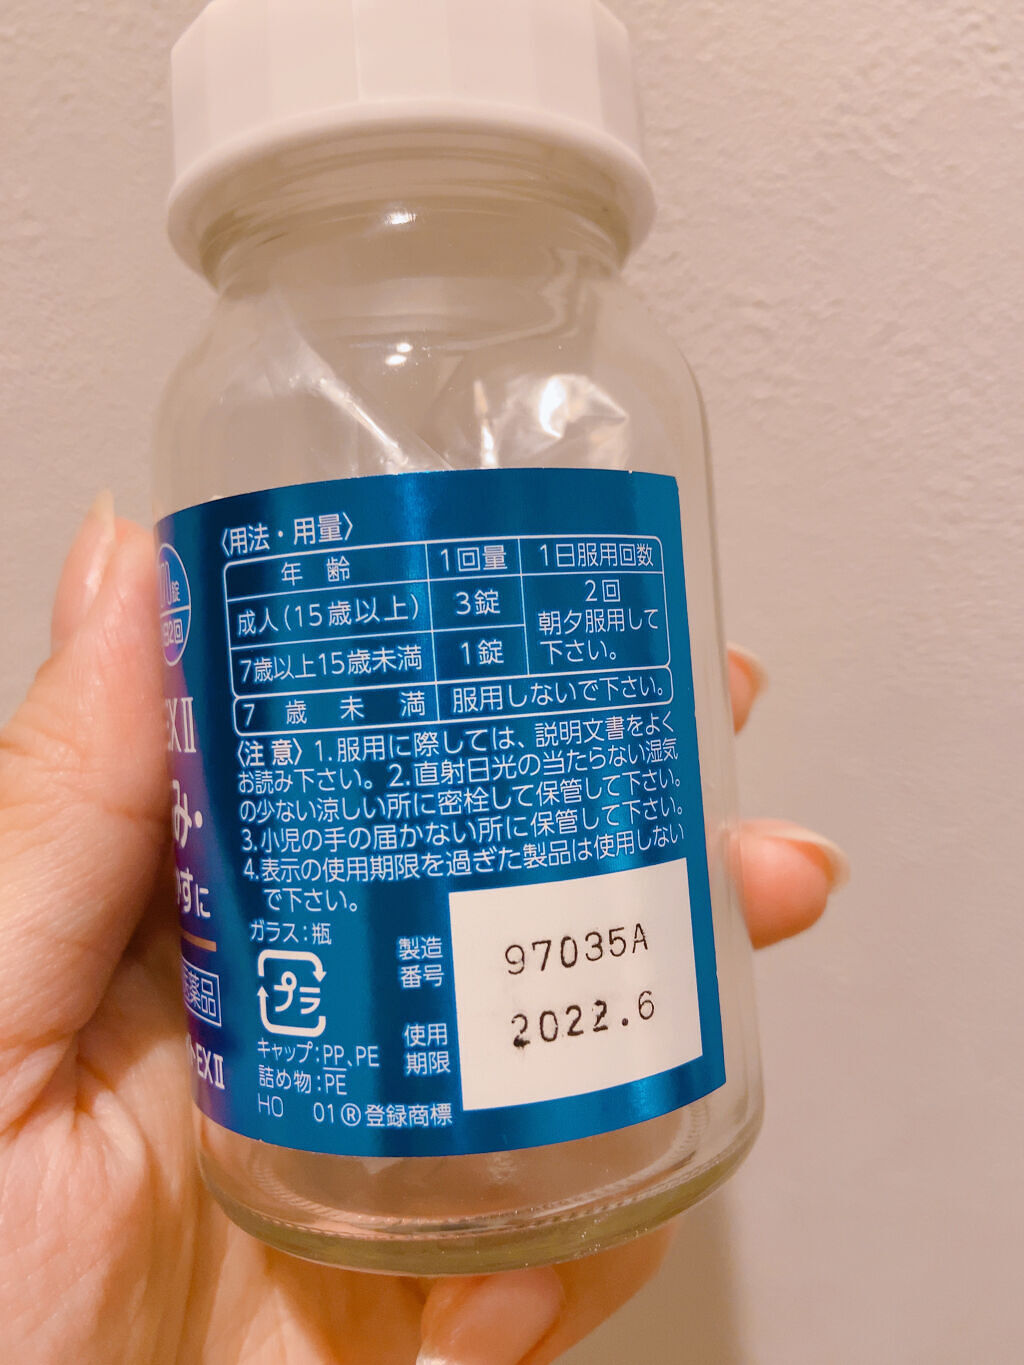 〈用法・用量〉
年 齢 1回量 1日服用回数
成人(15歳以上) 3錠 2回
朝夕服用して
下さい。
7歳以上15歳未満 1錠
7 歳 未 満 服用しないで下さい。
〈注 意〉1.服用に際しては、説明文書をよく
お読み下さい。2.直射日光の当たらない湿気
の少ない涼しい所に密栓して保管して下さい。
3.小児の手の届かない所に保管して下さい。
4.表示の使用期限を過ぎた製品は使用しない
で下さい。
ガラス:瓶
プラ
キャップ:PP、PE
詰め物:PE
HO 01®登録商標
製造
番号
97035A
使用
期限
2022.6
錠
2回
EXⅡ
み・
すに
薬品
EXⅡ